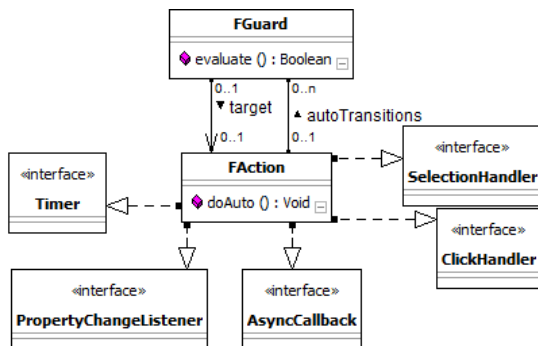 FGuard
evaluate () : Boolean
0..1
0..n
target
autoTransitions
0..1
0..1
FAction
doAuto () : Void
«interface»
SelectionHandler
«interface»
Timer
«interface»
ClickHandler
«interface»
PropertyChangeListener
«interface»
AsyncCallback